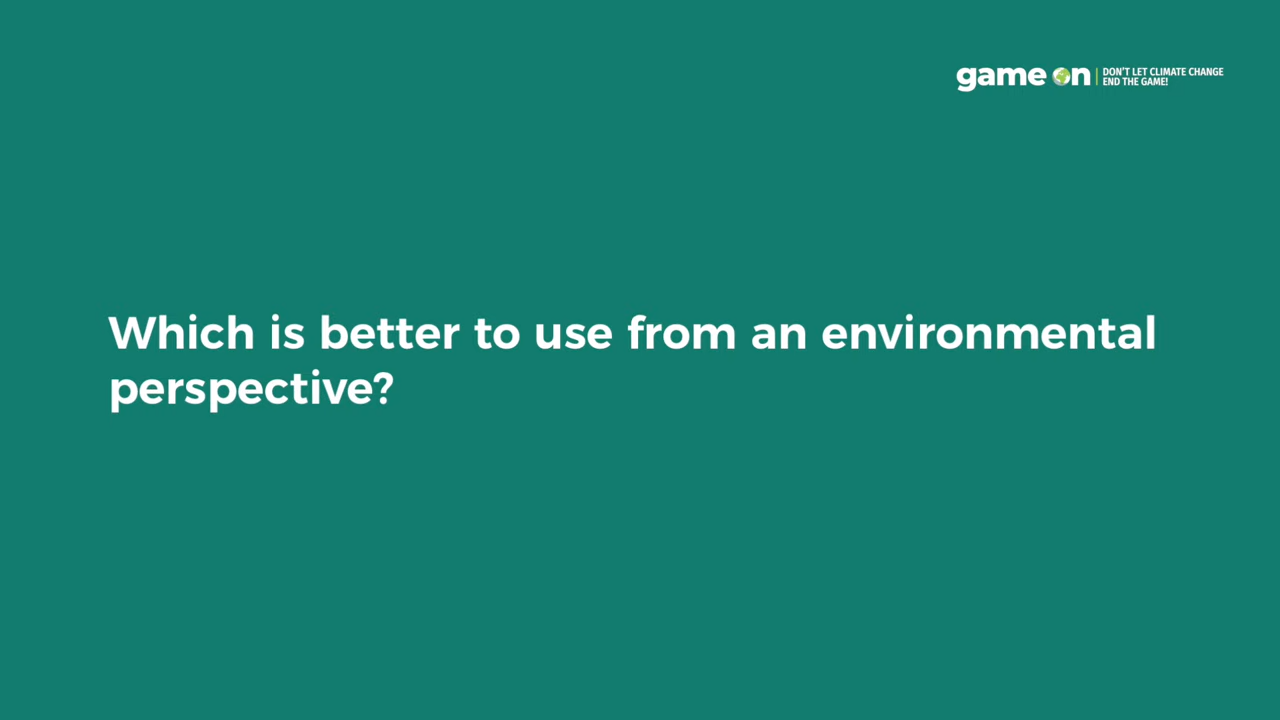 game on
DON'T LET CLIMATE CHANGE
END THE GAME!
Which is better to use from an environmental
perspective?